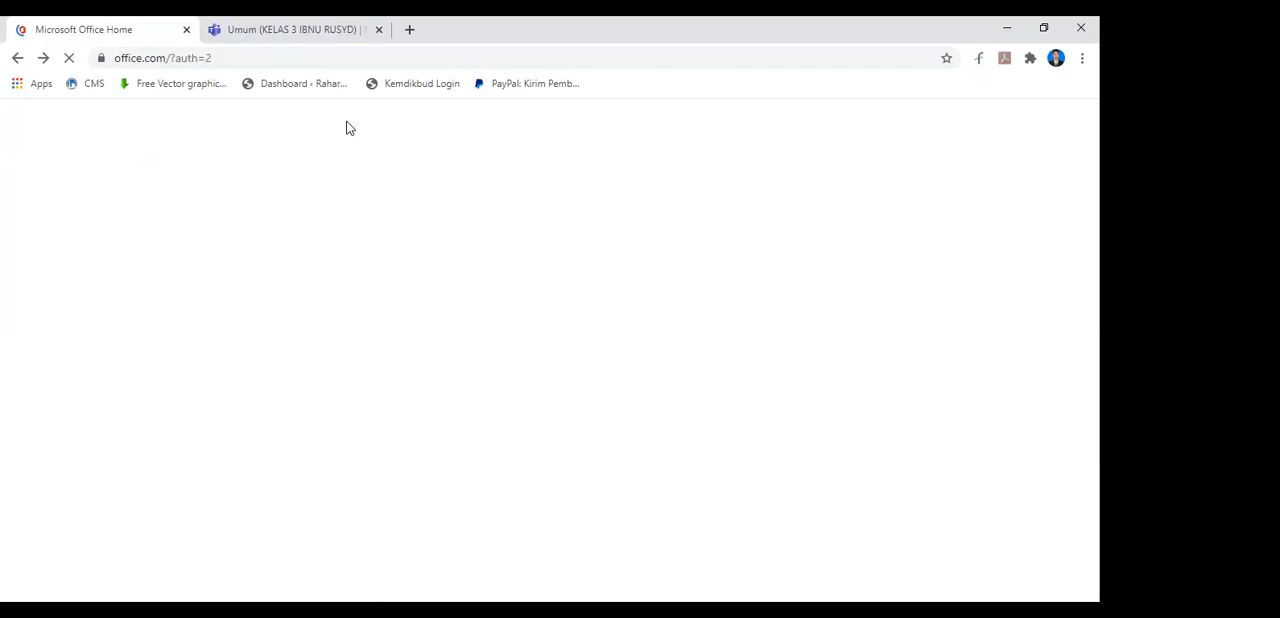 Microsoft Office Home Umum (KELAS 3 IBNU RUSYD) |
office.com/?auth=2
Apps CMS Free Vector graphic... Dashboard ‹ Rahar... Kemdikbud Login PayPal: Kirim Pemb...